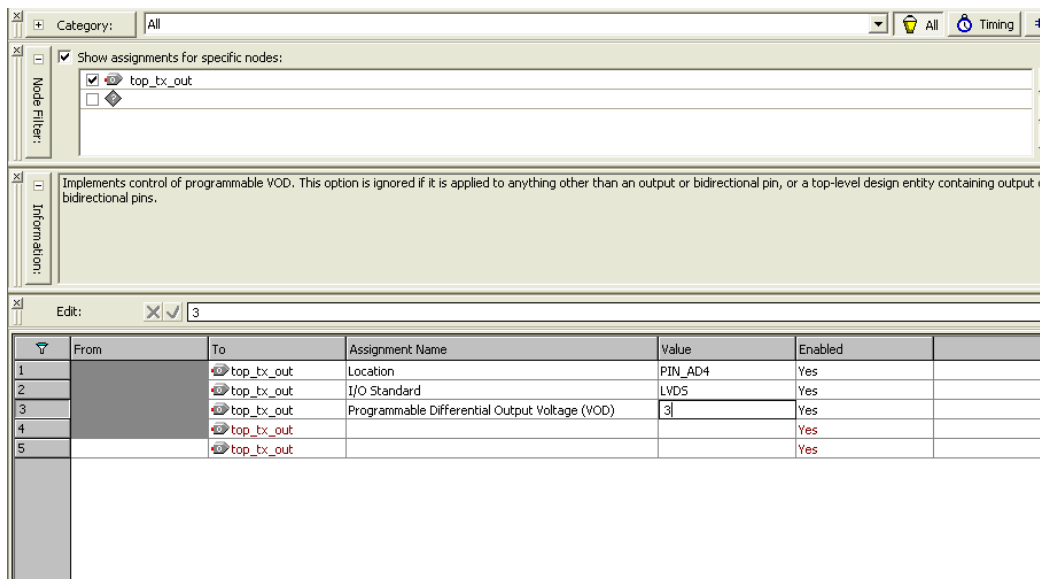 Category: All All Timing
Show assignments for specific nodes:
top_tx_out
Node Filter:
Implements control of programmable VOD. This option is ignored if it is applied to anything other than an output or bidirectional pin, or a top-level design entity containing output
bidirectional pins.
Information:
Edit: 3
From To Assignment Name Value Enabled
1 top_tx_out Location PIN_AD4 Yes
2 top_tx_out I/O Standard LVDS Yes
3 top_tx_out Programmable Differential Output Voltage (VOD) 3 Yes
4 top_tx_out Yes
5 top_tx_out Yes